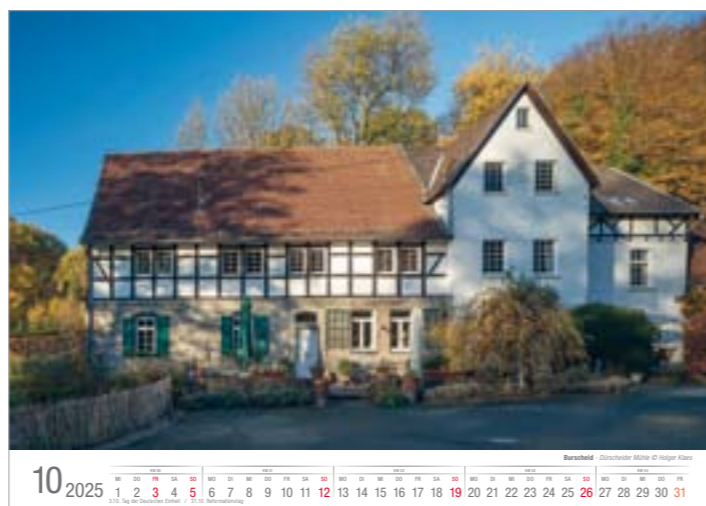 Burscheid - Dürscheider Mühle © Holger Klaes
10 2025
MI DO FR SA SO MO DI MI DO FR SA SO MO DI MI DO FR SA SO MO DI MI DO FR SA SO MO DI MI DO FR
1 2 3 4 5 6 7 8 9 10 11 12 13 14 15 16 17 18 19 20 21 22 23 24 25 26 27 28 29 30 31
3.10. Tag der Deutschen Einheit / 31.10. Reformationstag